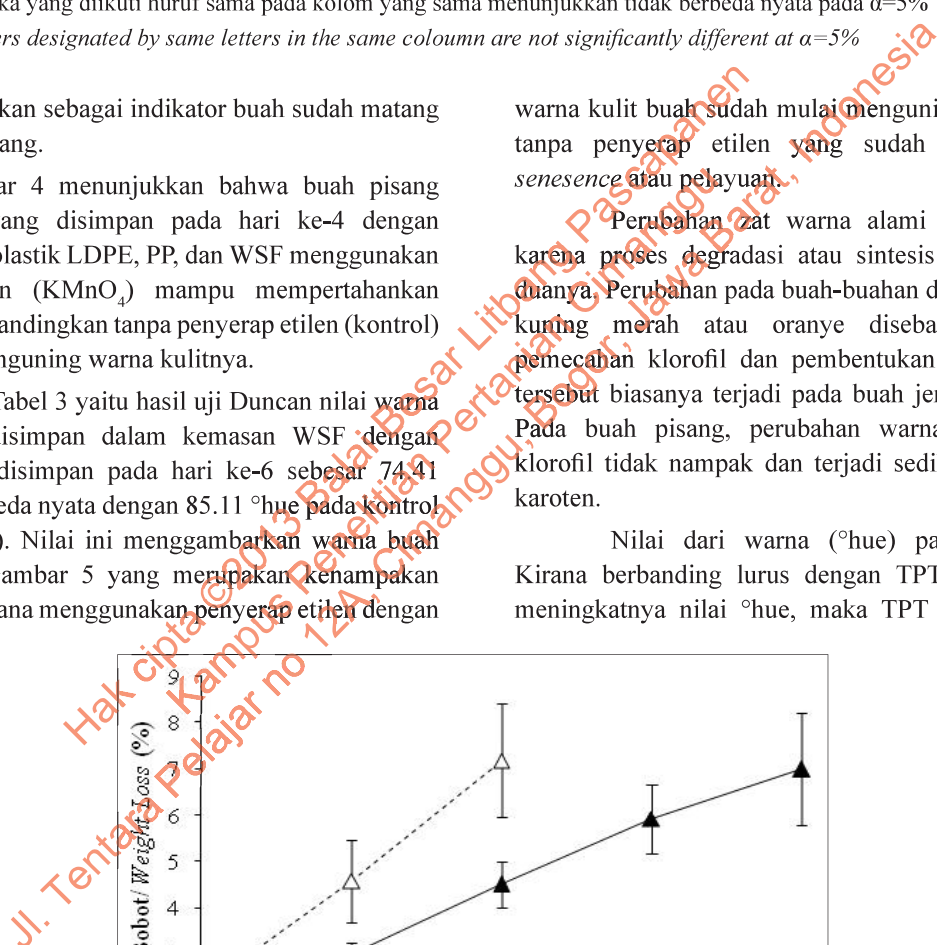 ka yang diikuti huruf sama pada kolom yang sama menunjukkan tidak berbeda nyata pada α=5%
ers designated by same letters in the same coloumn are not significantly different at α=5%
kan sebagai indikator buah sudah matang
ang.
ar 4 menunjukkan bahwa buah pisang
ang disimpan pada hari ke-4 dengan
plastik LDPE, PP, dan WSF menggunakan
n (KMnO₄) mampu mempertahankan
andingkan tanpa penyerap etilen (kontrol)
nguning warna kulitnya.
Tabel 3 yaitu hasil uji Duncan nilai warna
disimpan dalam kemasan WSF dengan
disimpan pada hari ke-6 sebesar 74.41
eda nyata dengan 85.11 °hue pada kontrol
). Nilai ini menggambarkan warna buah
ambar 5 yang merupakan kenampakan
ana menggunakan penyerap etilen dengan
warna kulit buah sudah mulai menguni
tanpa penyerap etilen yang sudah
senesence atau pelayuan.
Perubahan zat warna alami
karena proses degradasi atau sintesis
duanya. Perubahan pada buah-buahan d
kuning merah atau oranye diseba
pemecahan klorofil dan pembentukan
tersebut biasanya terjadi pada buah jer
Pada buah pisang, perubahan warna
klorofil tidak nampak dan terjadi sedi
karoten.
Nilai dari warna (°hue) pa
Kirana berbanding lurus dengan TPT
meningkatnya nilai °hue, maka TPT
9
8
7
6
5
4
Bobot/ Weight Loss (%)
Hak cipta ©2013 Balai Besar Litbang Pascapanen
Kampus Penelitian Pertanian Cimanggu
Jl. Tentara Pelajar no 12A, Cimanggu, Bogor, Jawa Barat, Indonesia